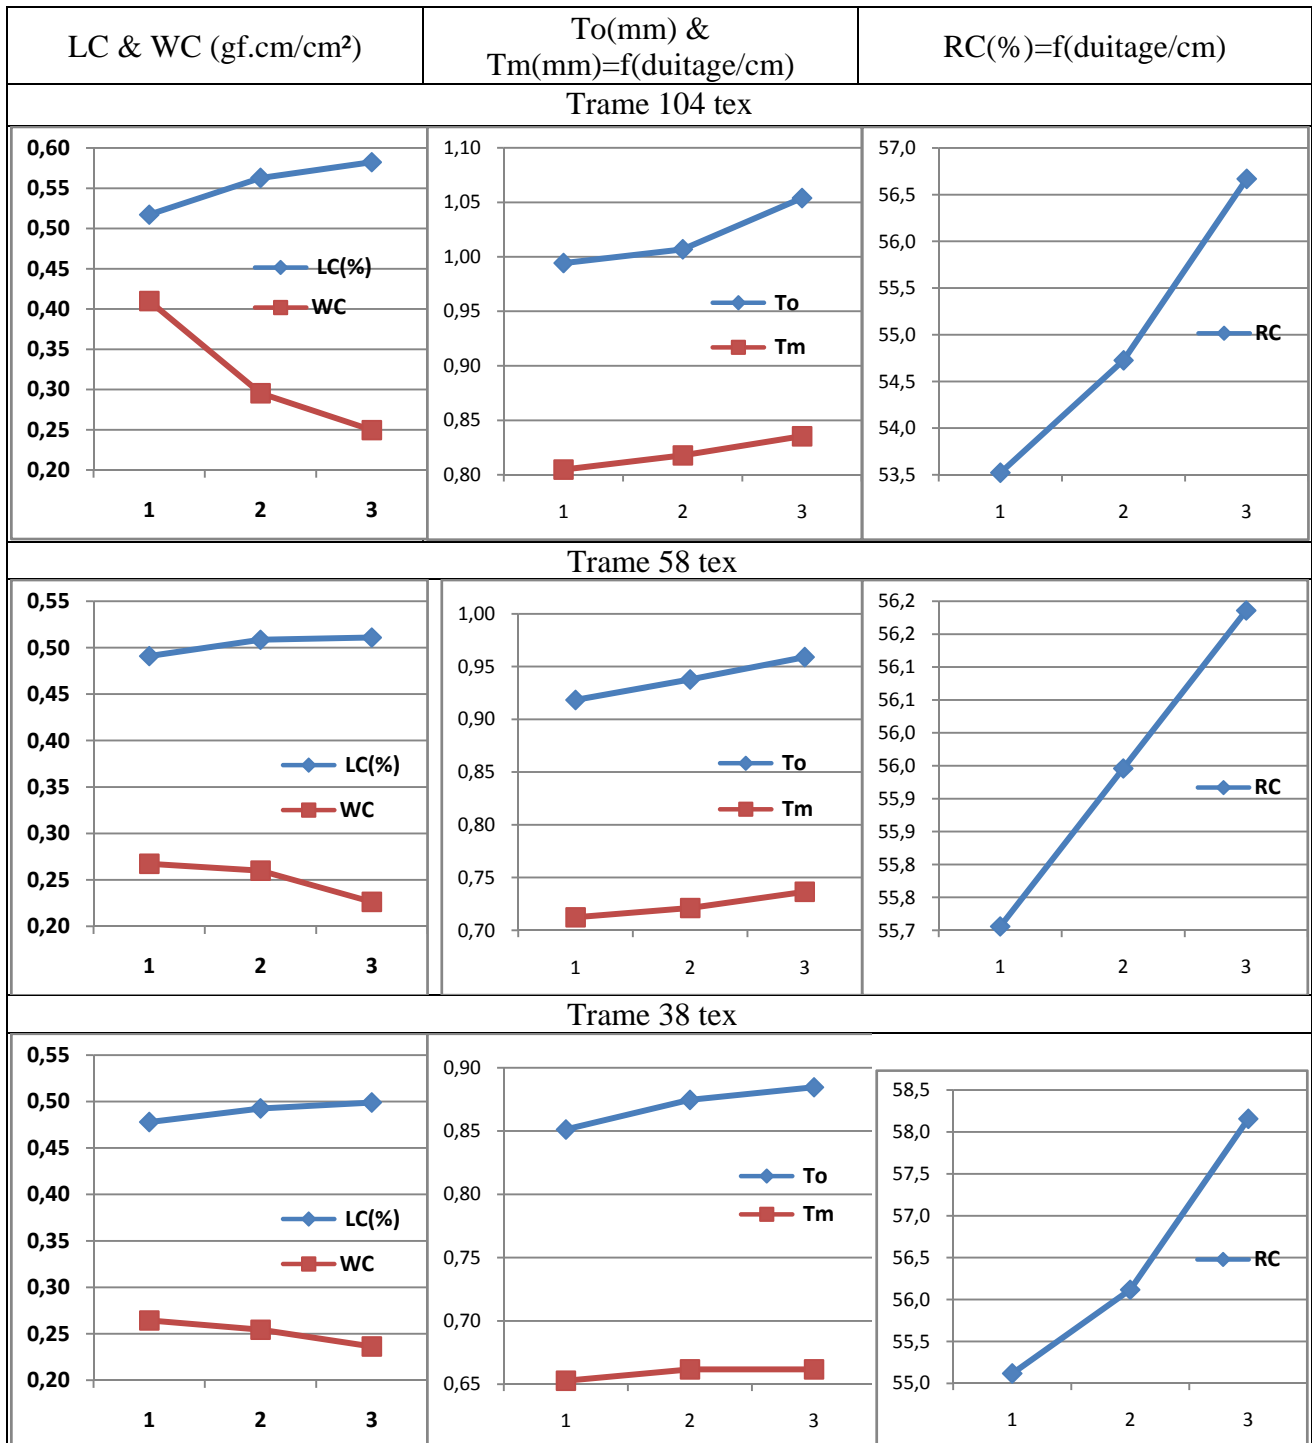 LC & WC (gf.cm/cm²)
To(mm) &
Tm(mm)=f(duitage/cm)
RC(%)=f(duitage/cm)
Trame 104 tex
0,60
0,55
0,50
0,45
0,40
0,35
0,30
0,25
0,20
LC(%)
WC
1 2 3
1,10
1,05
1,00
0,95
0,90
0,85
0,80
To
Tm
1 2 3
57,0
56,5
56,0
55,5
55,0
54,5
54,0
53,5
RC
1 2 3
Trame 58 tex
0,55
0,50
0,45
0,40
0,35
0,30
0,25
0,20
LC(%)
WC
1 2 3
1,00
0,95
0,90
0,85
0,80
0,75
0,70
To
Tm
1 2 3
56,2
56,2
56,1
56,1
56,0
56,0
55,9
55,9
55,8
55,8
55,7
RC
1 2 3
Trame 38 tex
0,55
0,50
0,45
0,40
0,35
0,30
0,25
0,20
LC(%)
WC
1 2 3
0,90
0,85
0,80
0,75
0,70
0,65
To
Tm
1 2 3
58,5
58,0
57,5
57,0
56,5
56,0
55,5
55,0
RC
1 2 3